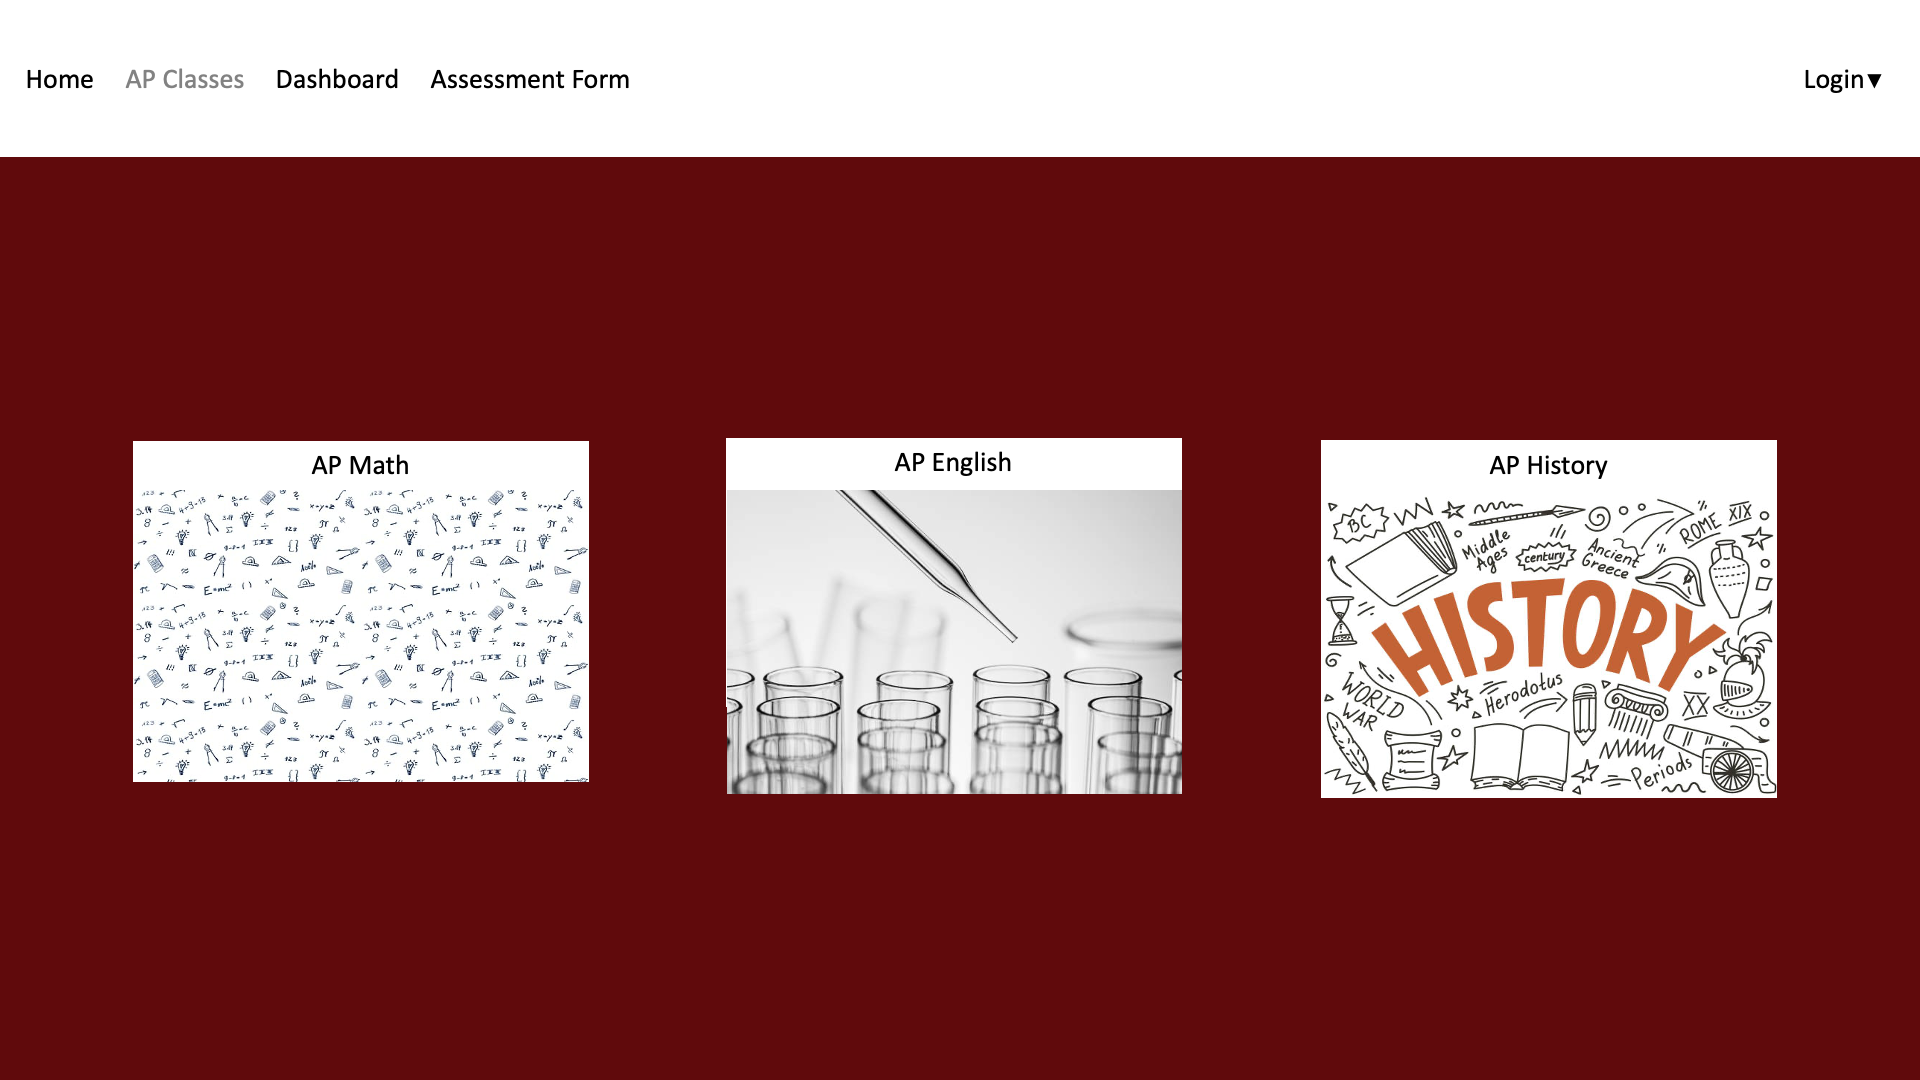 Home AP Classes Dashboard Assessment Form Login▼
AP Math
AP English
AP History
BC
Middle Ages
century
Ancient Greece
ROME XIX
HISTORY
WORLD WAR
Herodotus
XX
Periods
E=mc²